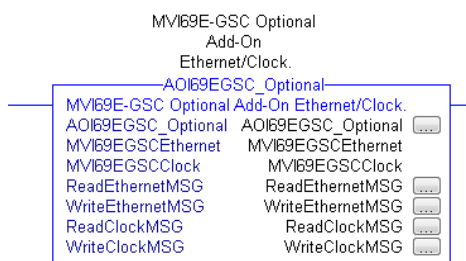 MVI69E-GSC Optional
Add-On
Ethernet/Clock.
AOI69EGSC_Optional
MVI69E-GSC Optional Add-On Ethernet/Clock.
AOI69EGSC_Optional AOI69EGSC_Optional ...
MVI69EGSCEthernet MVI69EGSCEthernet
MVI69EGSCClock MVI69EGSCClock
ReadEthernetMSG ReadEthernetMSG ...
WriteEthernetMSG WriteEthernetMSG ...
ReadClockMSG ReadClockMSG ...
WriteClockMSG WriteClockMSG ...